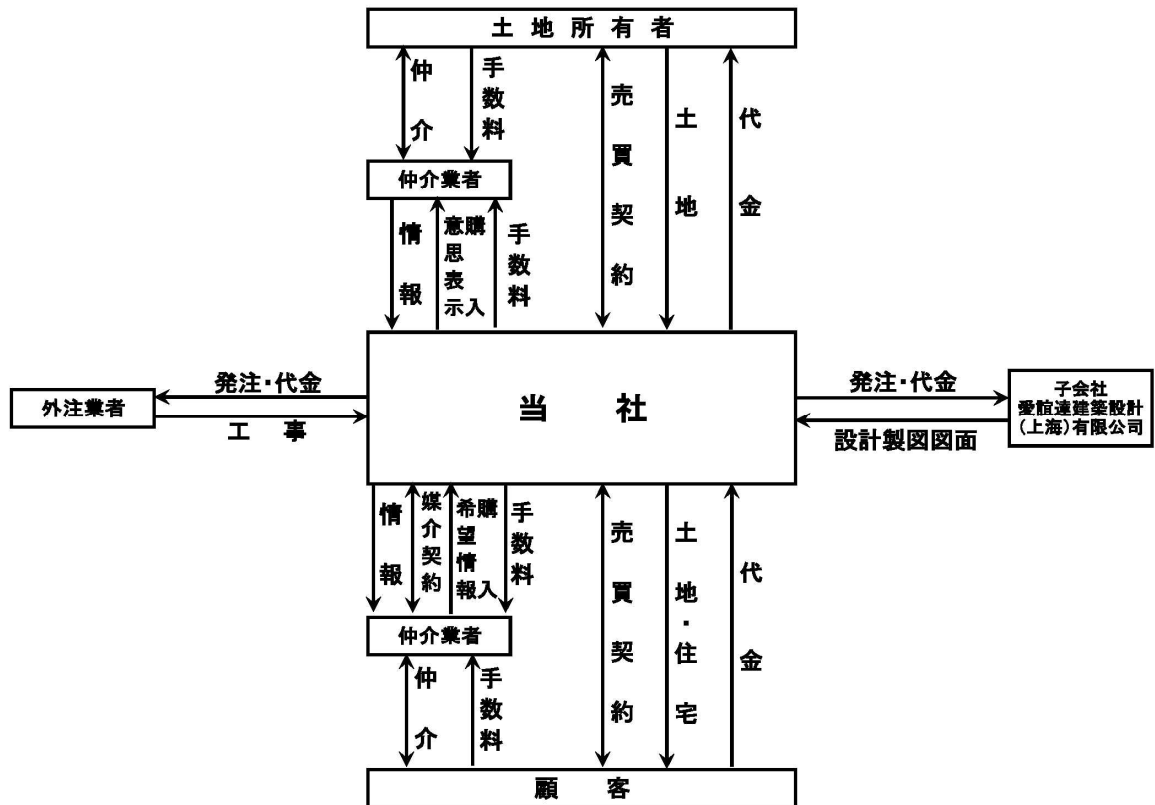 土地所有者
仲介
手数料
売買契約
土地
代金
仲介業者
情報
購入
意思表示
手数料
当社
発注・代金
外注業者
工事
発注・代金
子会社
愛誼達建築設計
（上海）有限公司
設計製図図面
情報
媒介契約
購入
希望情報
手数料
売買契約
土地・住宅
代金
仲介業者
仲介
手数料
顧客